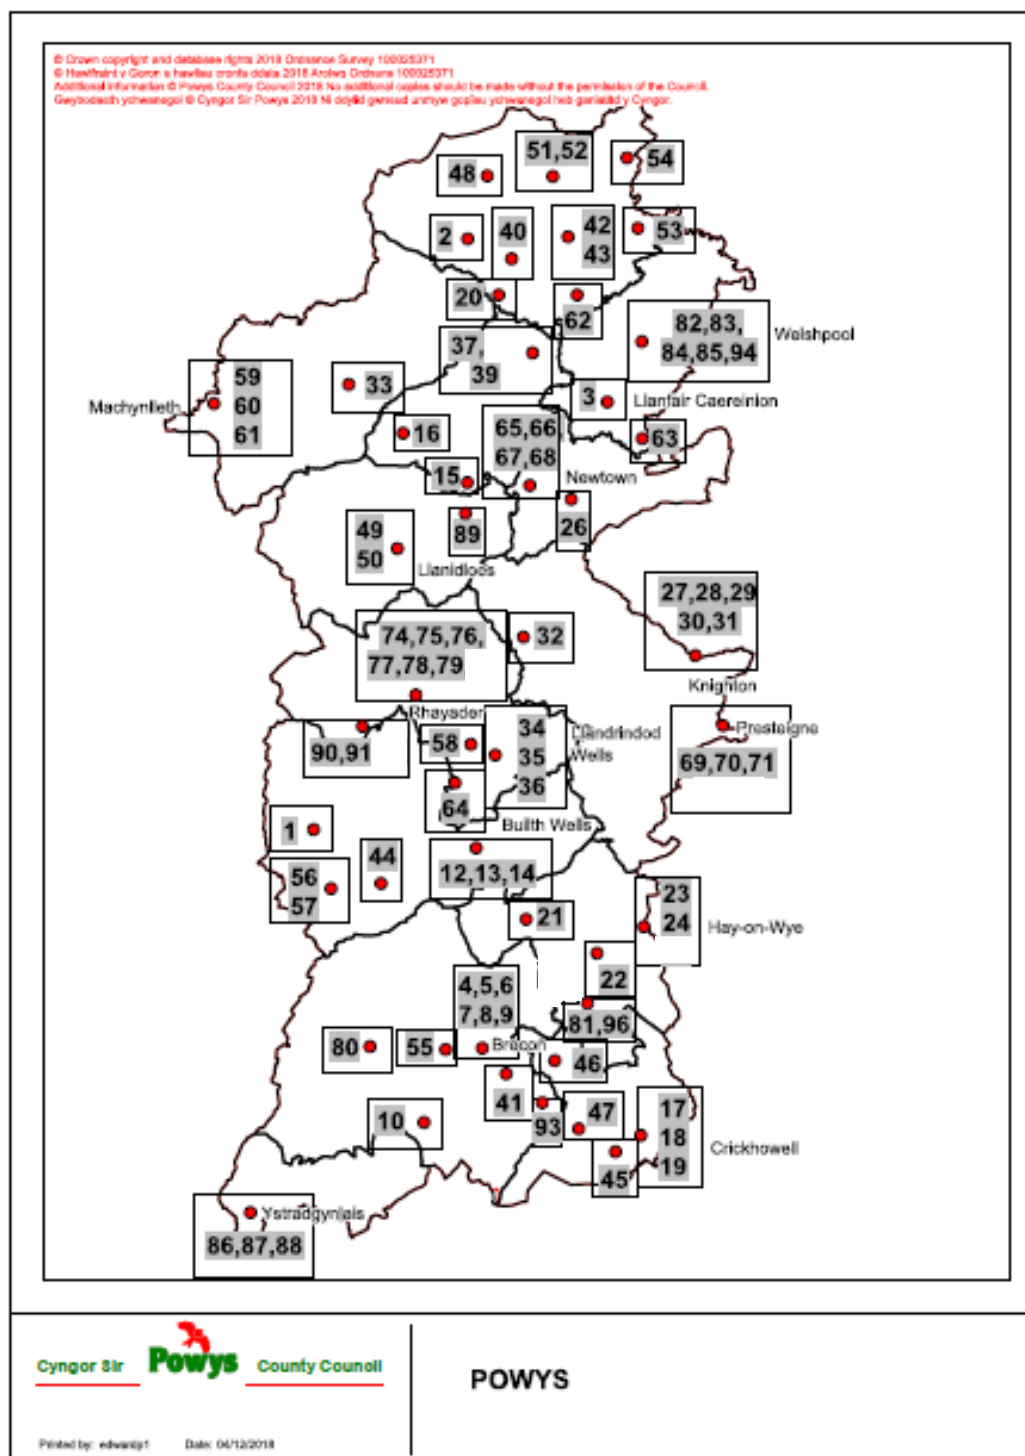 © Crown copyright and database rights 2018 Ordnance Survey 100025371
© Hawlfraint y Goron a hawliau cronfa ddata 2018 Arolwg Ordnans 100025371
Additional Information © Powys County Council 2018 No additional copies should be made without the permission of the Council.
Gwybodaeth ychwanegol © Cyngor Sir Powys 2018 Ni ddylid gwneud unrhyw gopïau ychwanegol heb ganiatâd y Cyngor.
51,52
54
48
2
40
42
43
53
20
62
82,83,
84,85,94
Welshpool
37,
39
33
59
60
61
Machynlleth
3
Llanfair Caereinion
16
65,66
67,68
63
Newtown
15
26
89
49
50
Llanidloes
27,28,29
30,31
Knighton
74,75,76,
77,78,79
32
Rhayader
Presteigne
69,70,71
90,91
58
34
35
36
Llandrindod
Wells
64
Builth Wells
1
44
12,13,14
56
57
21
23
24
Hay-on-Wye
22
4,5,6
7,8,9
Brecon
81,96
80
55
46
41
93
47
17
18
19
Crickhowell
10
45
Ystradgynlais
86,87,88
Cyngor Sir Powys County Council
POWYS
Printed by: edwardp1 Date: 04/12/2018